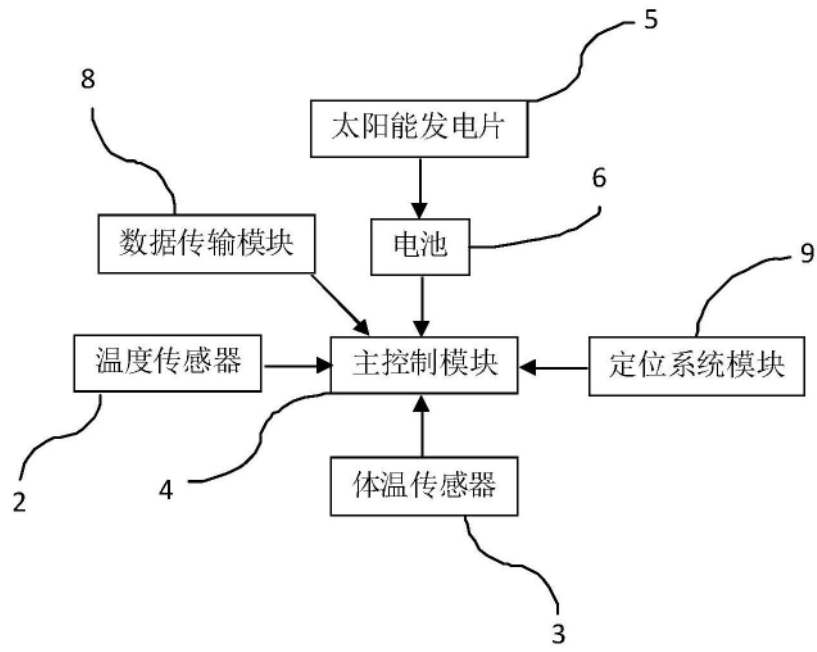 5
8
太阳能发电片
6
数据传输模块
电池
9
温度传感器
主控制模块
定位系统模块
2
4
体温传感器
3